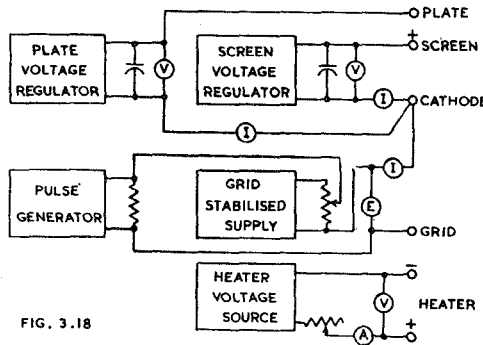 PLATE
PLATE
VOLTAGE
REGULATOR
V
SCREEN
VOLTAGE
REGULATOR
V
+
SCREEN
I
CATHODE
I
PULSE
GENERATOR
GRID
STABILISED
SUPPLY
I
E
GRID
HEATER
VOLTAGE
SOURCE
–
V
HEATER
A
+
FIG. 3.18